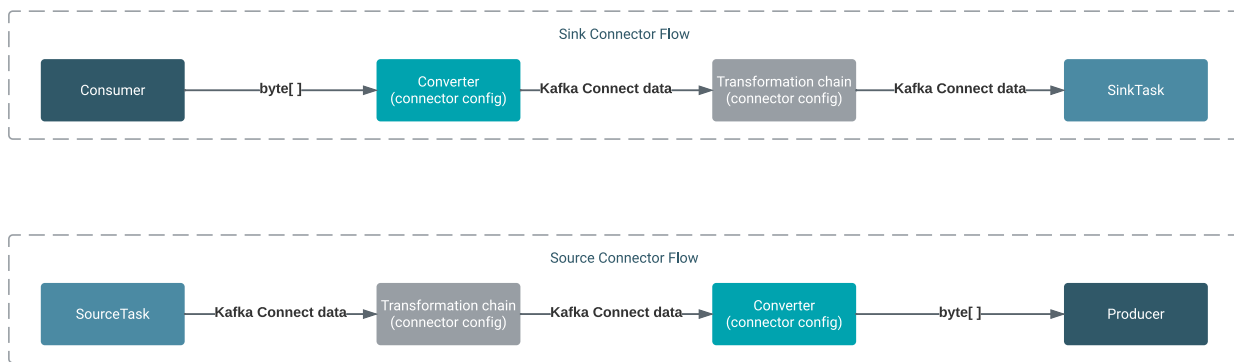 Sink Connector Flow
Consumer
byte[ ]
Converter
(connector config)
Kafka Connect data
Transformation chain
(connector config)
Kafka Connect data
SinkTask
Source Connector Flow
SourceTask
Kafka Connect data
Transformation chain
(connector config)
Kafka Connect data
Converter
(connector config)
byte[ ]
Producer